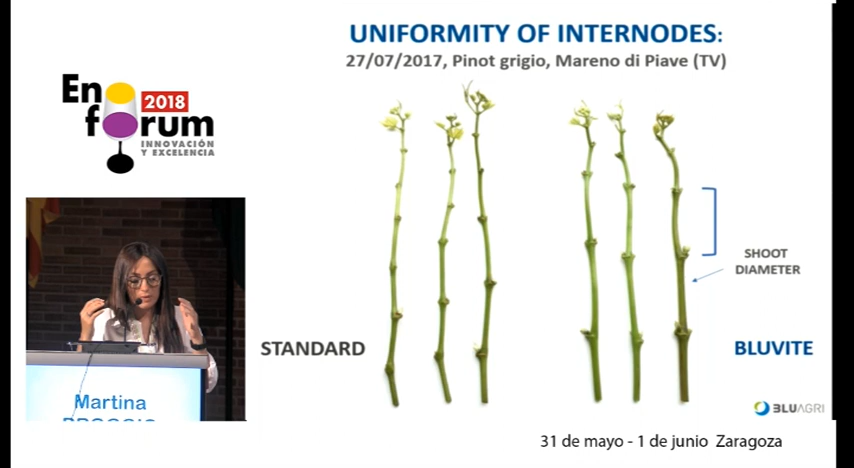 UNIFORMITY OF INTERNODES:
27/07/2017, Pinot grigio, Mareno di Piave (TV)
En
2018
fOrum
INNOVACIÓN
Y EXCELENCIA
SHOOT
DIAMETER
STANDARD
BLUVITE
Martina
BLUAGRI
31 de mayo - 1 de junio Zaragoza